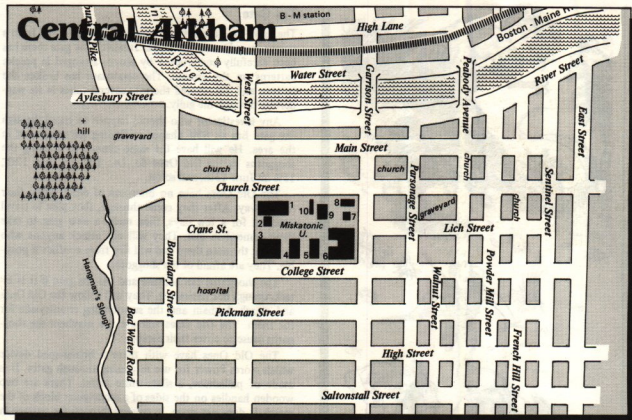 Central Arkham
B - M station
High Lane
Boston - Maine
Pike
River
Water Street
River Street
Aylesbury Street
West Street
Garrison Street
Peabody Avenue
East Street
+
hill
graveyard
Main Street
church
church
church
Church Street
Parsonage Street
Sentinel Street
1
10
8
2
9
7
Miskatonic
U.
3
4
5
6
graveyard
church
Crane St.
Lich Street
College Street
Hangman's Slough
Boundary Street
hospital
Walnut Street
Powder Mill Street
Pickman Street
Bad Water Road
High Street
French Hill Street
Saltonstall Street